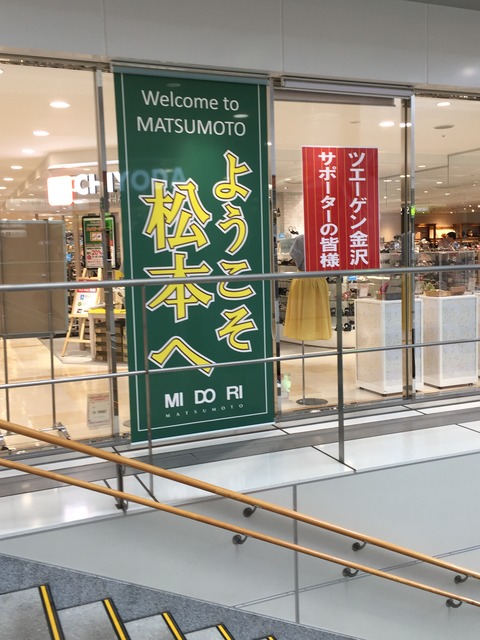 Welcome to
MATSUMOTO
ようこそ
松本へ
MIDORI
MATSUMOTO
ツエーゲン金沢
サポーターの皆様
CHIYODA